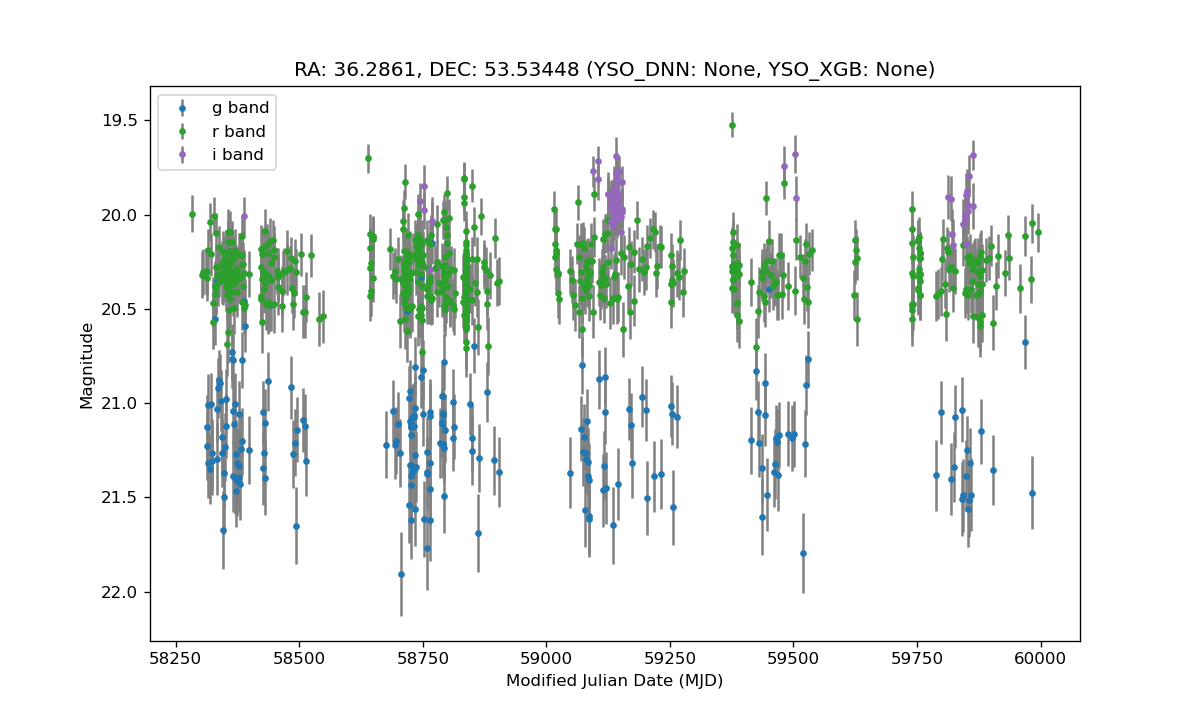 RA: 36.2861, DEC: 53.53448 (YSO_DNN: None, YSO_XGB: None)
g band
r band
i band
19.5
20.0
20.5
21.0
21.5
22.0
Magnitude
58250 58500 58750 59000 59250 59500 59750 60000
Modified Julian Date (MJD)